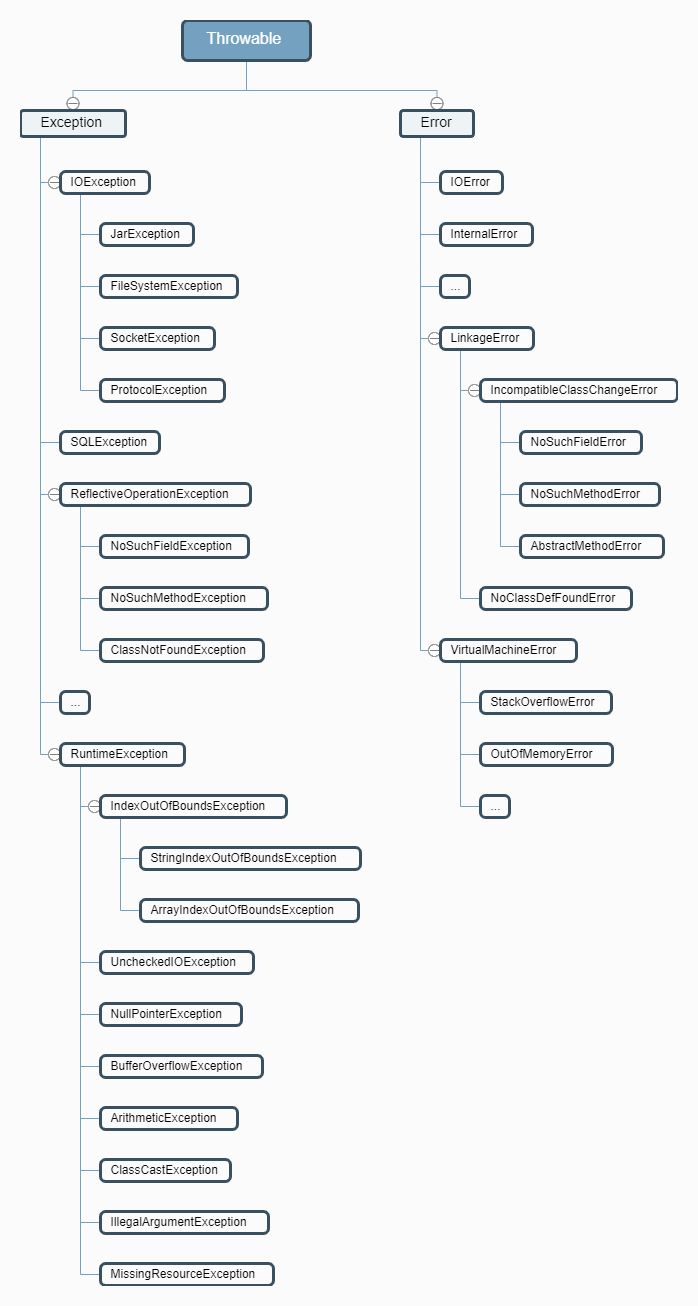 Throwable
Exception
IOException
JarException
FileSystemException
SocketException
ProtocolException
SQLException
ReflectiveOperationException
NoSuchFieldException
NoSuchMethodException
ClassNotFoundException
...
RuntimeException
IndexOutOfBoundsException
StringIndexOutOfBoundsException
ArrayIndexOutOfBoundsException
UncheckedIOException
NullPointerException
BufferOverflowException
ArithmeticException
ClassCastException
IllegalArgumentException
MissingResourceException
Error
IOError
InternalError
...
LinkageError
IncompatibleClassChangeError
NoSuchFieldError
NoSuchMethodError
AbstractMethodError
NoClassDefFoundError
VirtualMachineError
StackOverflowError
OutOfMemoryError
...